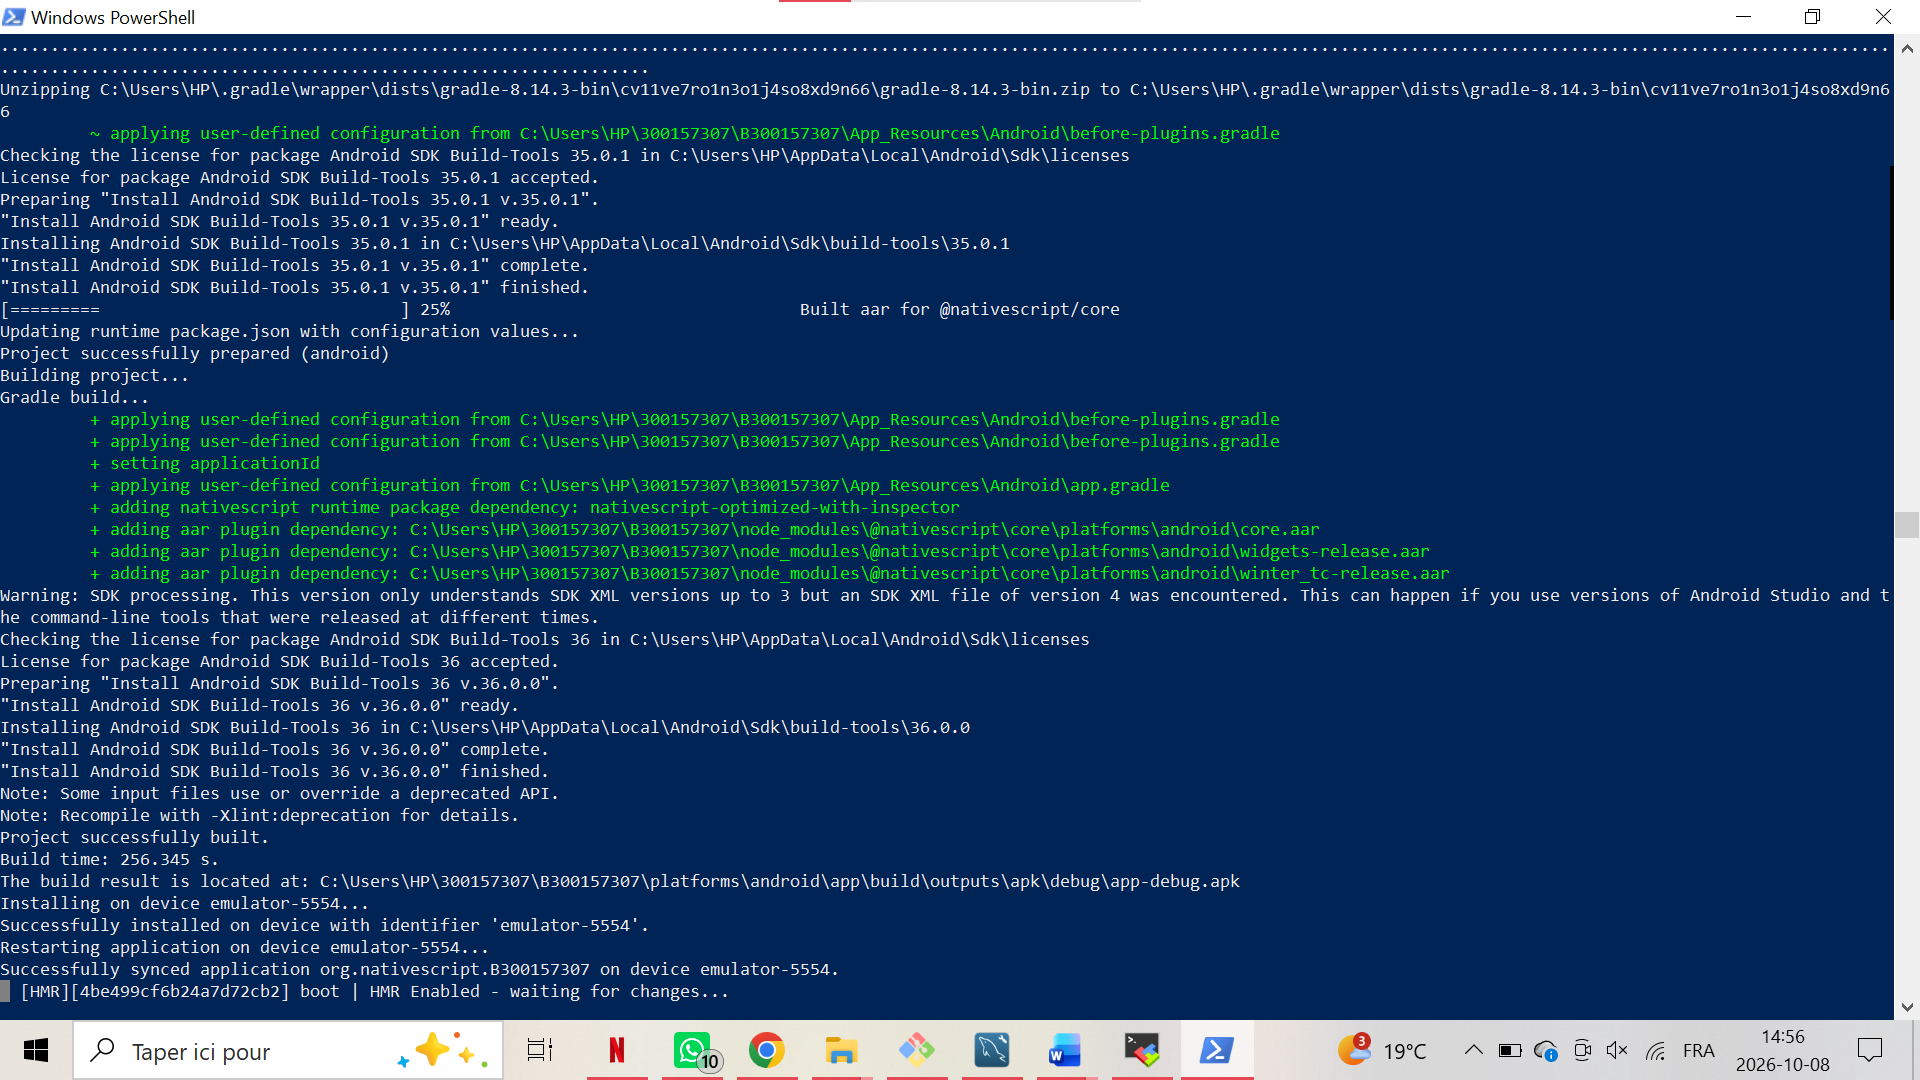 Windows PowerShell
Unzipping C:\Users\HP\.gradle\wrapper\dists\gradle-8.14.3-bin\cv11ve7ro1n3o1j4so8xd9n66\gradle-8.14.3-bin.zip to C:\Users\HP\.gradle\wrapper\dists\gradle-8.14.3-bin\cv11ve7ro1n3o1j4so8xd9n6
6
~ applying user-defined configuration from C:\Users\HP\300157307\B300157307\App_Resources\Android\before-plugins.gradle
Checking the license for package Android SDK Build-Tools 35.0.1 in C:\Users\HP\AppData\Local\Android\Sdk\licenses
License for package Android SDK Build-Tools 35.0.1 accepted.
Preparing "Install Android SDK Build-Tools 35.0.1 v.35.0.1".
"Install Android SDK Build-Tools 35.0.1 v.35.0.1" ready.
Installing Android SDK Build-Tools 35.0.1 in C:\Users\HP\AppData\Local\Android\Sdk\build-tools\35.0.1
"Install Android SDK Build-Tools 35.0.1 v.35.0.1" complete.
"Install Android SDK Build-Tools 35.0.1 v.35.0.1" finished.
[=========                              ] 25%                                   Built aar for @nativescript/core
Updating runtime package.json with configuration values...
Project successfully prepared (android)
Building project...
Gradle build...
+ applying user-defined configuration from C:\Users\HP\300157307\B300157307\App_Resources\Android\before-plugins.gradle
+ applying user-defined configuration from C:\Users\HP\300157307\B300157307\App_Resources\Android\before-plugins.gradle
+ setting applicationId
+ applying user-defined configuration from C:\Users\HP\300157307\B300157307\App_Resources\Android\app.gradle
+ adding nativescript runtime package dependency: nativescript-optimized-with-inspector
+ adding aar plugin dependency: C:\Users\HP\300157307\B300157307\node_modules\@nativescript\core\platforms\android\core.aar
+ adding aar plugin dependency: C:\Users\HP\300157307\B300157307\node_modules\@nativescript\core\platforms\android\widgets-release.aar
+ adding aar plugin dependency: C:\Users\HP\300157307\B300157307\node_modules\@nativescript\core\platforms\android\winter_tc-release.aar
Warning: SDK processing. This version only understands SDK XML versions up to 3 but an SDK XML file of version 4 was encountered. This can happen if you use versions of Android Studio and t
he command-line tools that were released at different times.
Checking the license for package Android SDK Build-Tools 36 in C:\Users\HP\AppData\Local\Android\Sdk\licenses
License for package Android SDK Build-Tools 36 accepted.
Preparing "Install Android SDK Build-Tools 36 v.36.0.0".
"Install Android SDK Build-Tools 36 v.36.0.0" ready.
Installing Android SDK Build-Tools 36 in C:\Users\HP\AppData\Local\Android\Sdk\build-tools\36.0.0
"Install Android SDK Build-Tools 36 v.36.0.0" complete.
"Install Android SDK Build-Tools 36 v.36.0.0" finished.
Note: Some input files use or override a deprecated API.
Note: Recompile with -Xlint:deprecation for details.
Project successfully built.
Build time: 256.345 s.
The build result is located at: C:\Users\HP\300157307\B300157307\platforms\android\app\build\outputs\apk\debug\app-debug.apk
Installing on device emulator-5554...
Successfully installed on device with identifier 'emulator-5554'.
Restarting application on device emulator-5554...
Successfully synced application org.nativescript.B300157307 on device emulator-5554.
[HMR][4be499cf6b24a7d72cb2] boot | HMR Enabled - waiting for changes...
Taper ici pour
N
10
W
3
19°C
FRA
14:56
2026-10-08